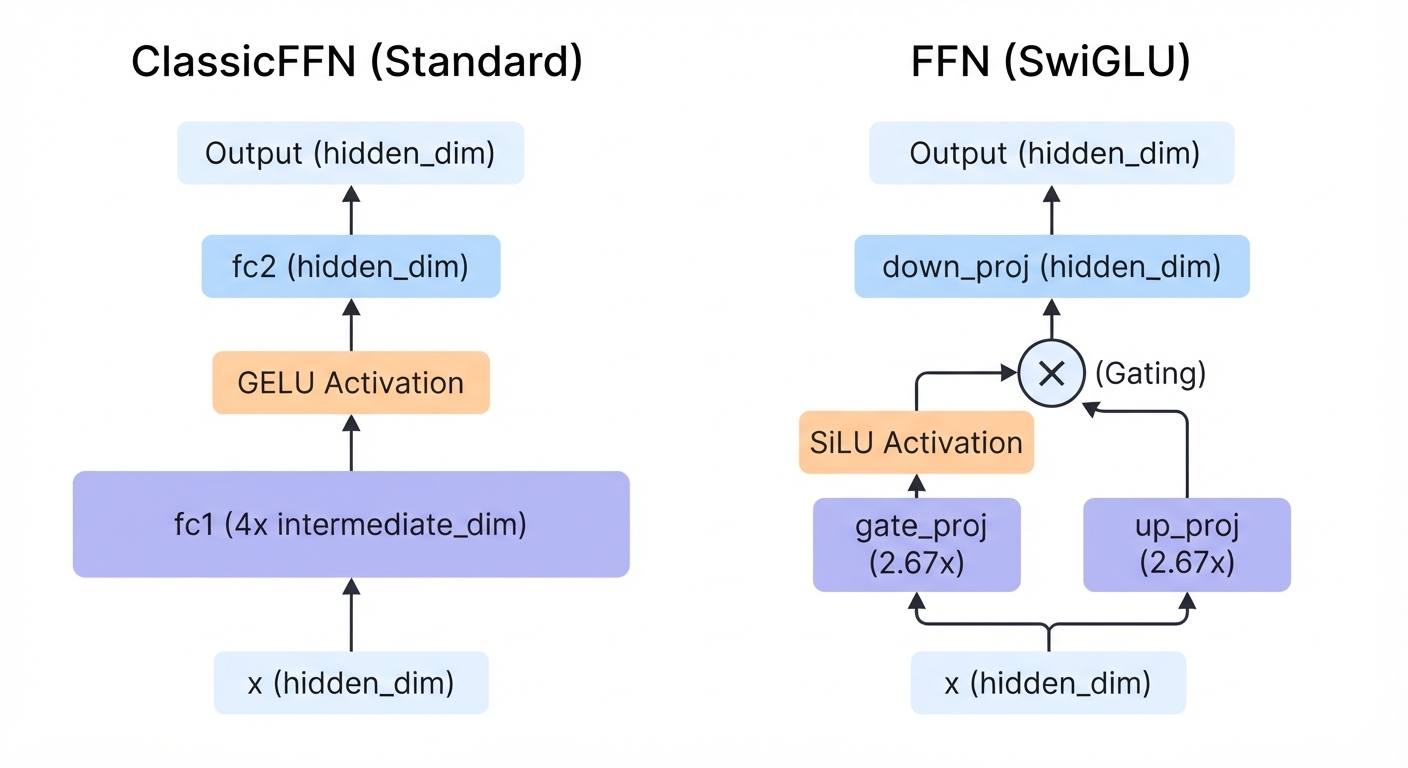 ClassicFFN (Standard)
Output (hidden_dim)
fc2 (hidden_dim)
GELU Activation
fc1 (4x intermediate_dim)
x (hidden_dim)
FFN (SwiGLU)
Output (hidden_dim)
down_proj (hidden_dim)
× (Gating)
SiLU Activation
gate_proj
(2.67x)
up_proj
(2.67x)
x (hidden_dim)